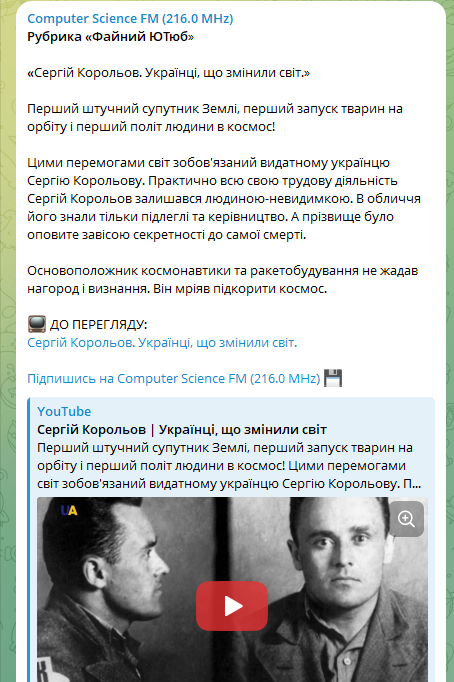 Computer Science FM (216.0 MHz)
Рубрика «Файний ЮТюб»
«Сергій Корольов. Українці, що змінили світ.»
Перший штучний супутник Землі, перший запуск тварин на
орбіту і перший політ людини в космос!
Цими перемогами світ зобов'язаний видатному українцю
Сергію Корольову. Практично всю свою трудову діяльність
Сергій Корольов залишався людиною-невидимкою. В обличчя
його знали тільки підлеглі та керівництво. А прізвище було
оповите завісою секретності до самої смерті.
Основоположник космонавтики та ракетобудування не жадав
нагород і визнання. Він мріяв підкорити космос.
📺 ДО ПЕРЕГЛЯДУ:
Сергій Корольов. Українці, що змінили світ.
Підпишись на Computer Science FM (216.0 MHz) 💾
YouTube
Сергій Корольов | Українці, що змінили світ
Перший штучний супутник Землі, перший запуск тварин на
орбіту і перший політ людини в космос! Цими перемогами
світ зобов'язаний видатному українцю Сергію Корольову. П...
UA